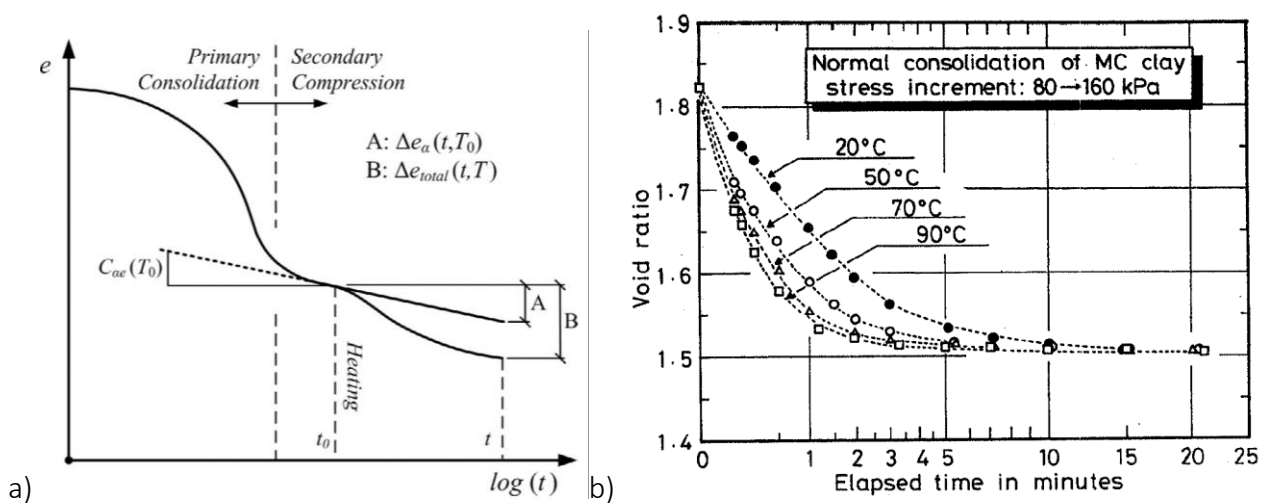 e
Primary
Consolidation
Secondary
Compression
A: Δeα(t,T0)
B: Δetotal(t,T)
Cαe(T0)
A
B
Heating
t0
t
log(t)
a)
Normal consolidation of MC clay
stress increment: 80→160 kPa
20°C
50°C
70°C
90°C
Void ratio
1.9
1.8
1.7
1.6
1.5
1.4
0 1 2 3 4 5 10 15 20 25
Elapsed time in minutes
b)